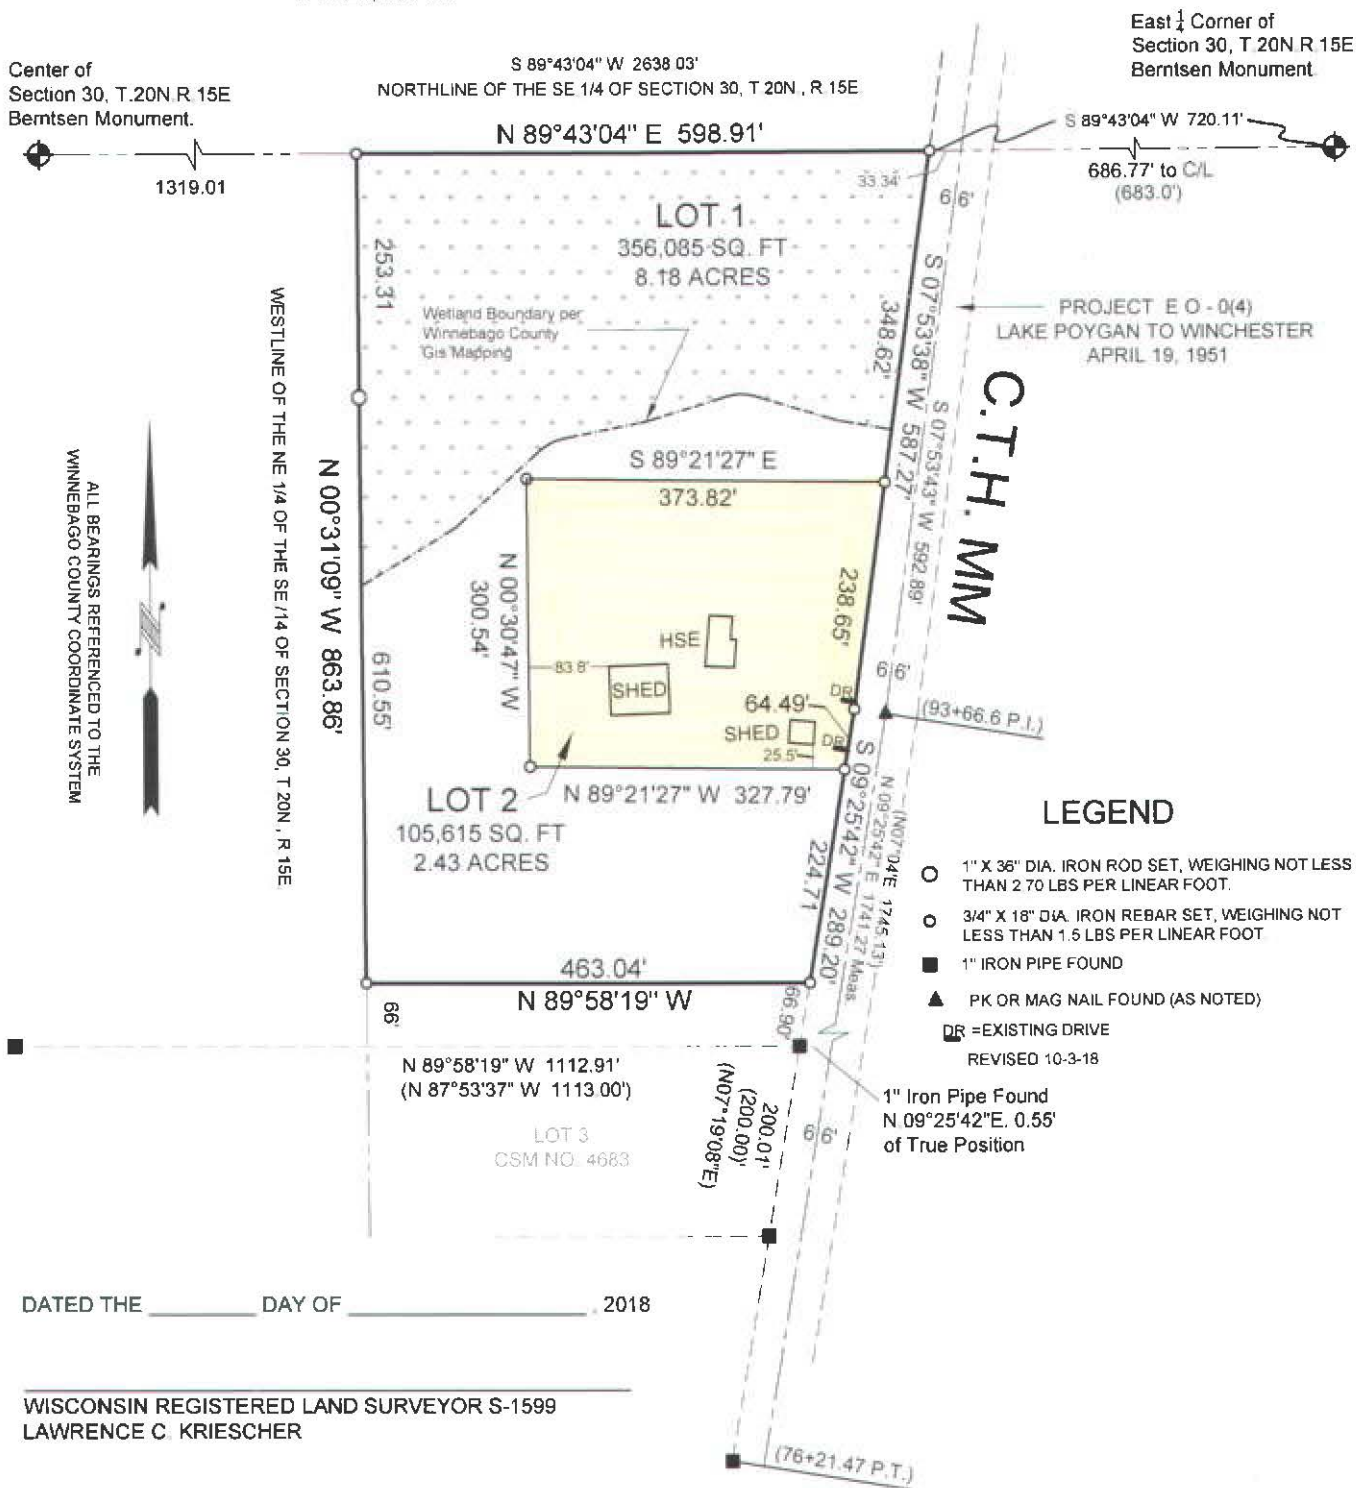 East 1/4 Corner of
Section 30, T.20N.R.15E
Berntsen Monument
Center of
Section 30, T.20N.R.15E
Berntsen Monument.
S 89°43'04" W 2638.03'
NORTHLINE OF THE SE 1/4 OF SECTION 30, T 20N., R.15E
N 89°43'04" E 598.91'
S 89°43'04" W 720.11'
1319.01
686.77' to C/L
(683.0')
33.34'
6 6'
LOT 1
356,085 SQ. FT
8.18 ACRES
253.31
Wetland Boundary per
Winnebago County
Gis Mapping
348.62'
S 07°53'38" W 587.27'
S 07°53'43" W 592.89'
PROJECT E O - 0(4)
LAKE POYGAN TO WINCHESTER
APRIL 19, 1951
C.T.H. MM
WESTLINE OF THE NE 1/4 OF THE SE /14 OF SECTION 30, T 20N , R 15E
N 00°31'09" W 863.86'
ALL BEARINGS REFERENCED TO THE
WINNEBAGO COUNTY COORDINATE SYSTEM
N
S 89°21'27" E
373.82'
N 00°30'47" W
300.54'
238.65'
HSE
83.8'
SHED
610.55'
6 6'
DR
64.49'
SHED
DR
25.5'
(93+66.6 P.I.)
LOT 2
105,615 SQ. FT
2.43 ACRES
N 89°21'27" W 327.79'
S 09°25'42" W 289.20'
N 09°25'42" E 1741.27 Meas.
(N07°04'E 1745.13')
224.71
LEGEND
1" X 36" DIA. IRON ROD SET, WEIGHING NOT LESS
THAN 2.70 LBS PER LINEAR FOOT.
3/4" X 18" DIA. IRON REBAR SET, WEIGHING NOT
LESS THAN 1.5 LBS PER LINEAR FOOT
1" IRON PIPE FOUND
PK OR MAG NAIL FOUND (AS NOTED)
DR =EXISTING DRIVE
REVISED 10-3-18
463.04'
N 89°58'19" W
66'
66.90'
N 89°58'19" W 1112.91'
(N 87°53'37" W 1113.00')
LOT 3
CSM NO. 4683
200.01'
(200.00)'
(N07°19'08"E)
6 6'
1" Iron Pipe Found
N.09°25'42"E. 0.55'
of True Position
DATED THE ________ DAY OF ________________ , 2018
WISCONSIN REGISTERED LAND SURVEYOR S-1599
LAWRENCE C. KRIESCHER
(76+21.47 P.T.)